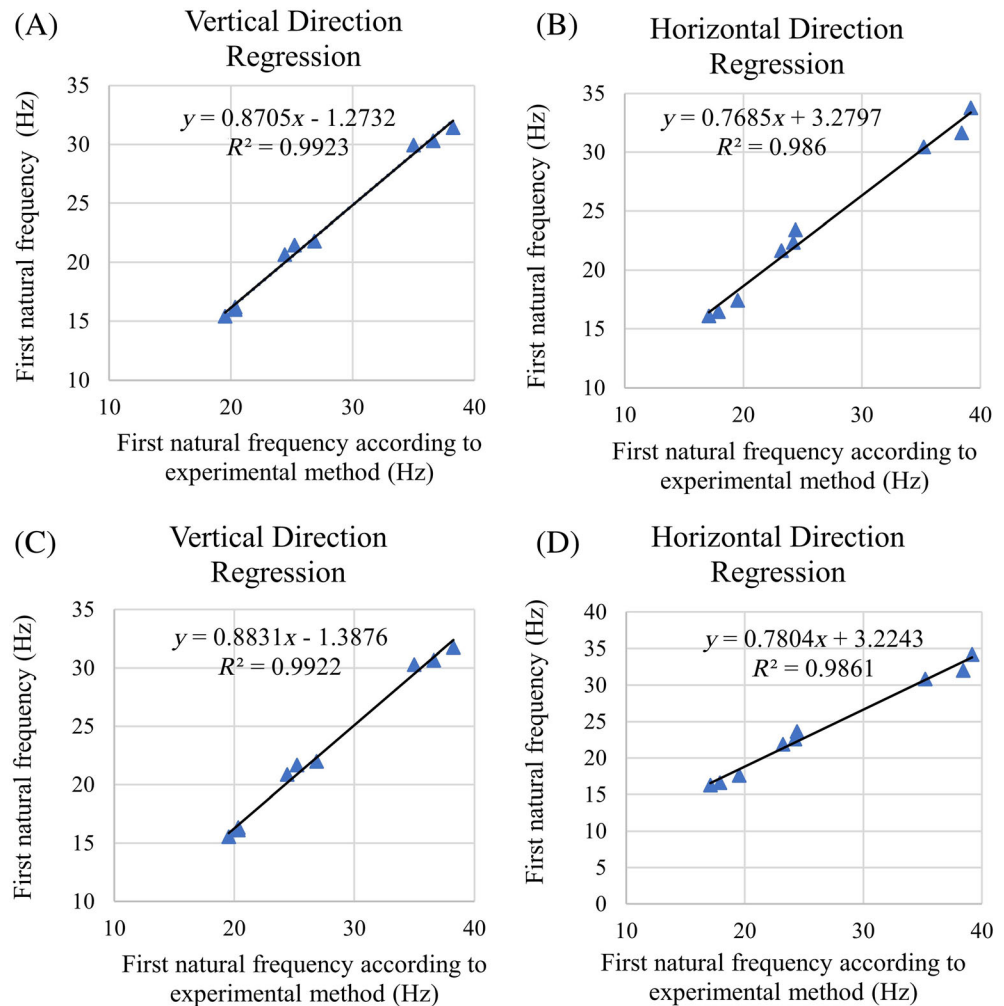 (A)
Vertical Direction
Regression
First natural frequency (Hz)
35
30
25
20
15
10
y = 0.8705x - 1.2732
R² = 0.9923
10 20 30 40
First natural frequency according to
experimental method (Hz)
(B)
Horizontal Direction
Regression
First natural frequency (Hz)
35
30
25
20
15
10
y = 0.7685x + 3.2797
R² = 0.986
10 20 30 40
First natural frequency according to
experimental method (Hz)
(C)
Vertical Direction
Regression
First natural frequency (Hz)
35
30
25
20
15
10
y = 0.8831x - 1.3876
R² = 0.9922
10 20 30 40
First natural frequency according to
experimental method (Hz)
(D)
Horizontal Direction
Regression
First natural frequency (Hz)
40
35
30
25
20
15
10
5
0
y = 0.7804x + 3.2243
R² = 0.9861
10 20 30 40
First natural frequency according to
experimental method (Hz)